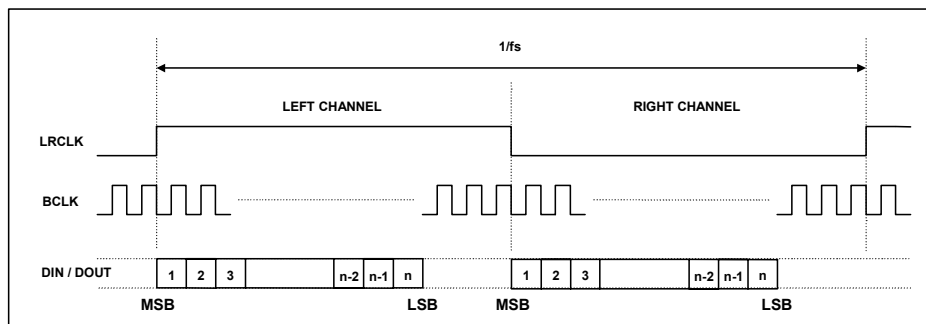 1/fs
LEFT CHANNEL RIGHT CHANNEL
LRCLK
BCLK
DIN / DOUT 1 2 3 n-2 n-1 n 1 2 3 n-2 n-1 n
MSB LSB MSB LSB